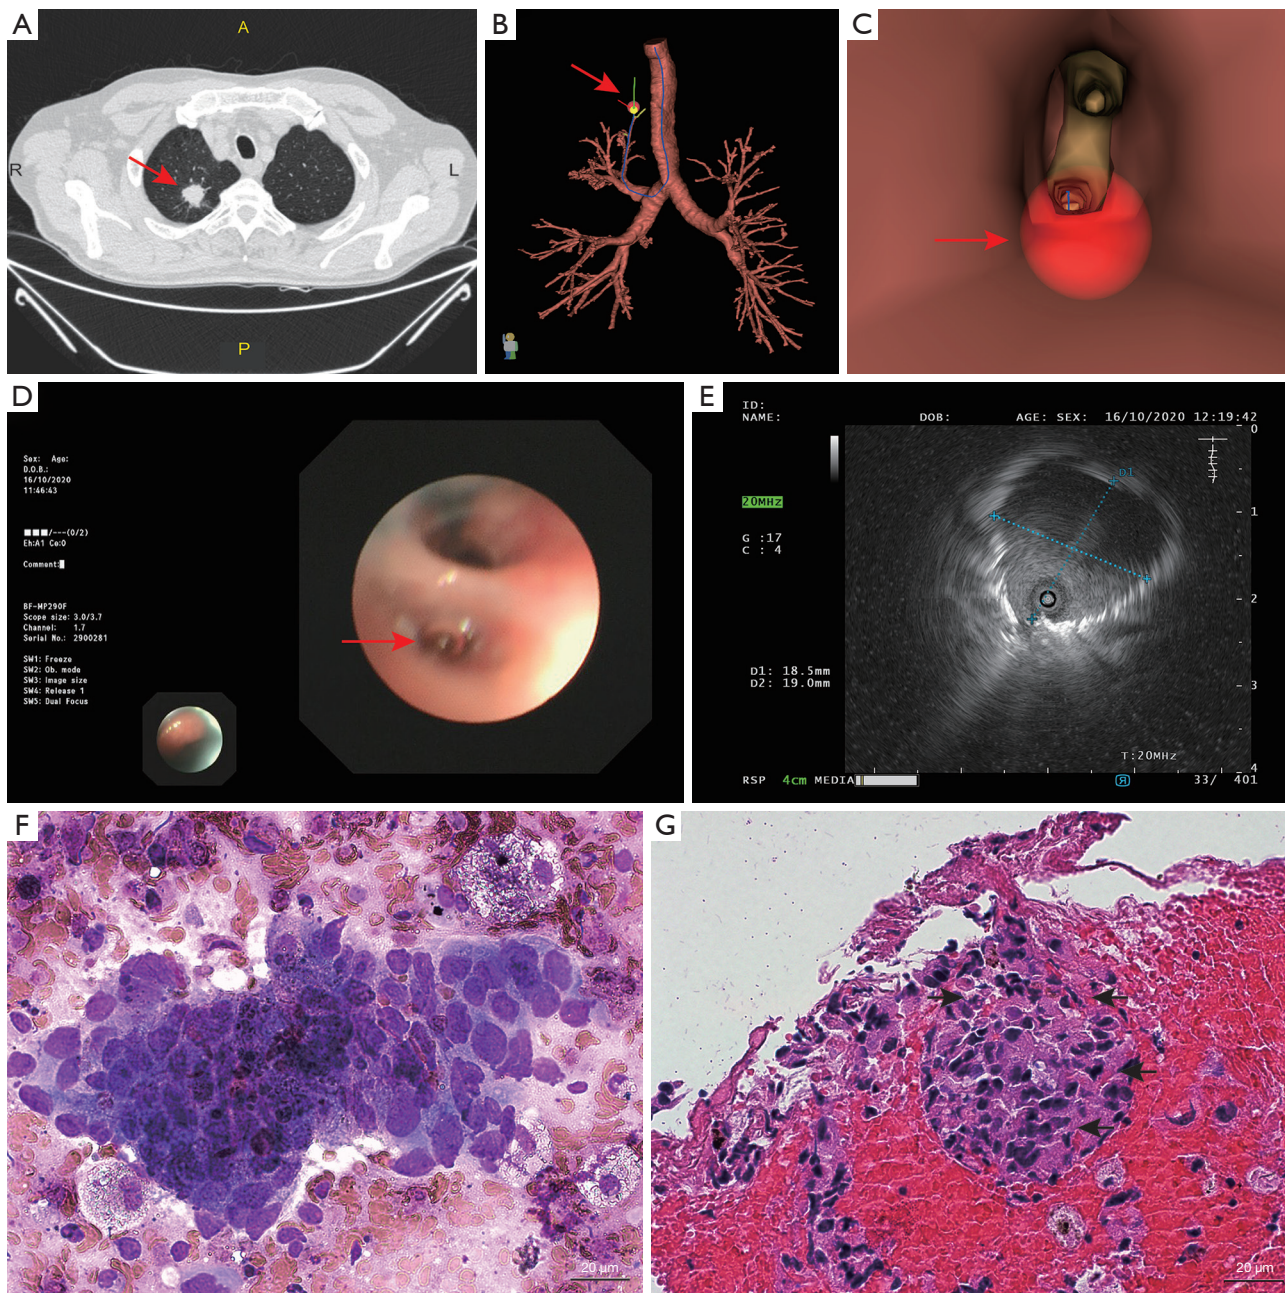 A
A
R
L
P
B
C
D
Sex: Age:
D.O.B.:
16/10/2020
11:46:43
■■■/---(0/2)
Eh:A1 Ce:0
Comment:
BF-MP290F
Scope size: 3.0/3.7
Channel: 1.7
Serial No.: 2900281
SW1: Freeze
SW2: Ob. mode
SW3: Image size
SW4: Release 1
SW5: Dual Focus
E
ID:
NAME: DOB: AGE: SEX: 16/10/2020 12:19:42
0
D1
20MHz
1
G :17
C : 4
2
D1: 18.5mm
D2: 19.0mm
3
T:20MHz
4
RSP 4cm MEDIA
33/ 401
F
20 μm
G
20 μm